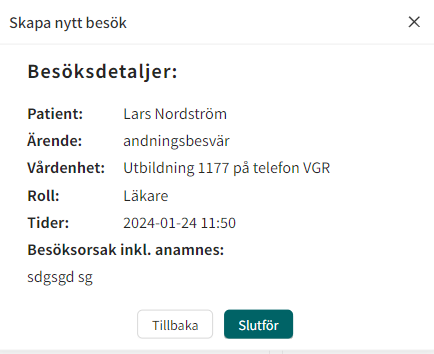 Skapa nytt besök
Besöksdetaljer:
Patient: Lars Nordström
Ärende: andningsbesvär
Vårdenhet: Utbildning 1177 på telefon VGR
Roll: Läkare
Tider: 2024-01-24 11:50
Besöksorsak inkl. anamnes:
sdgsgd sg
Tillbaka Slutför